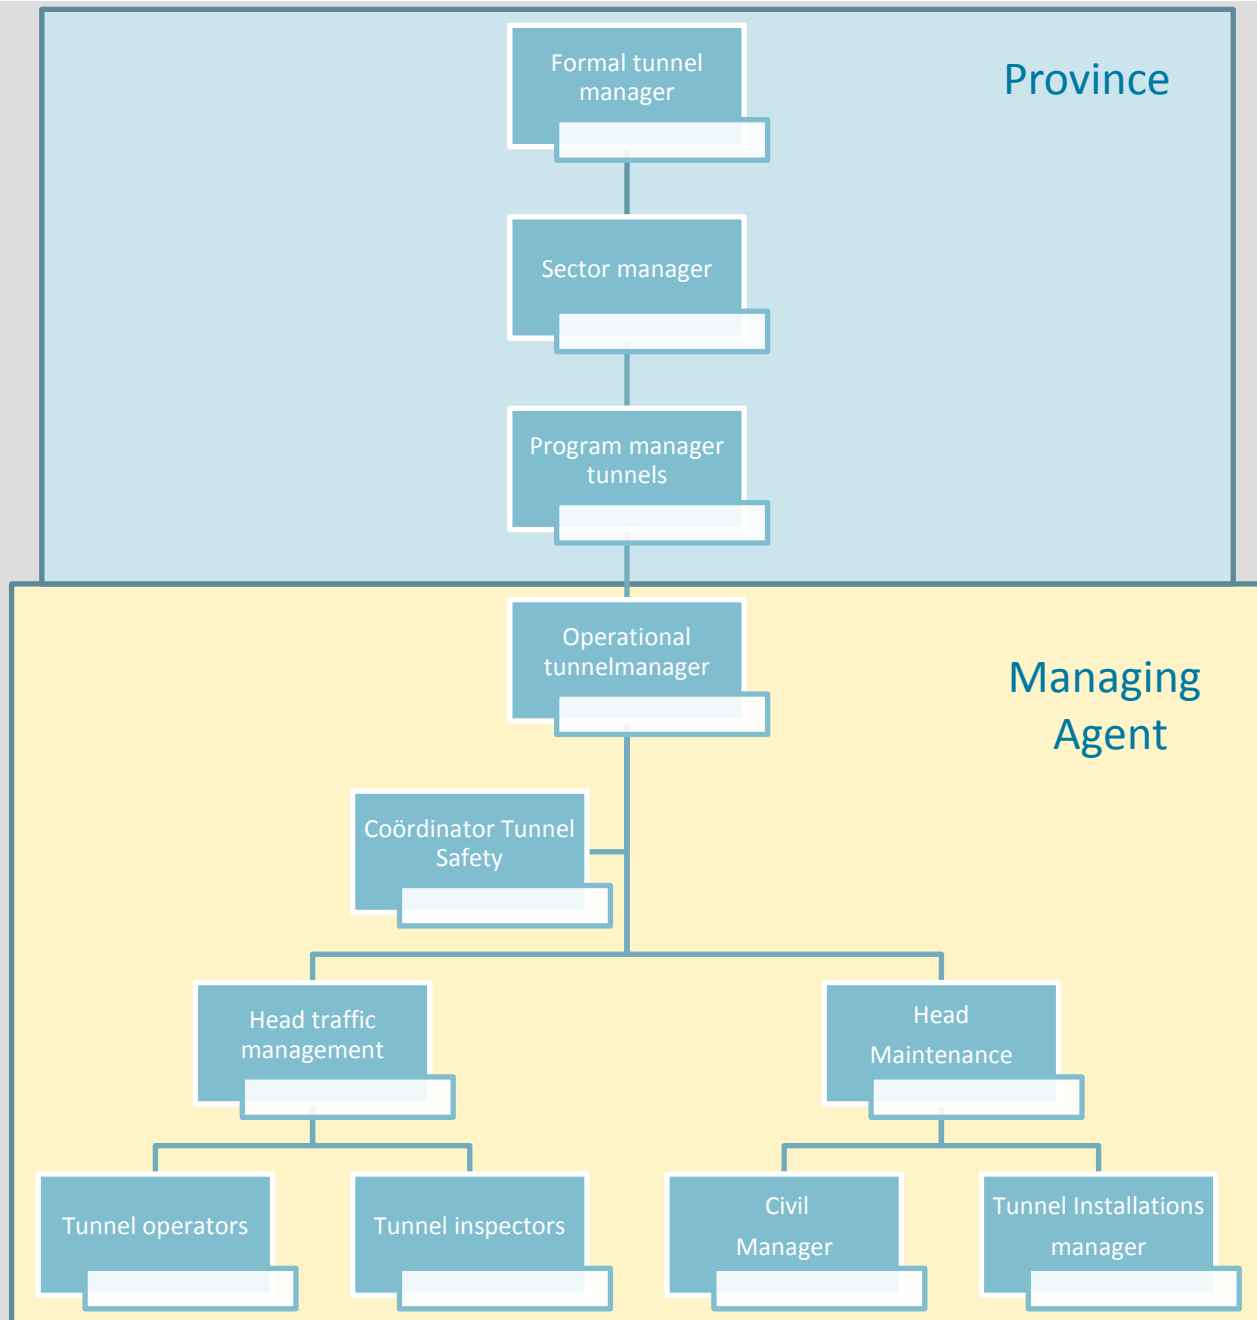 Formal tunnel
manager
Province
Sector manager
Program manager
tunnels
Operational
tunnelmanager
Managing
Agent
Coördinator Tunnel
Safety
Head traffic
management
Head
Maintenance
Tunnel operators
Tunnel inspectors
Civil
Manager
Tunnel Installations
manager